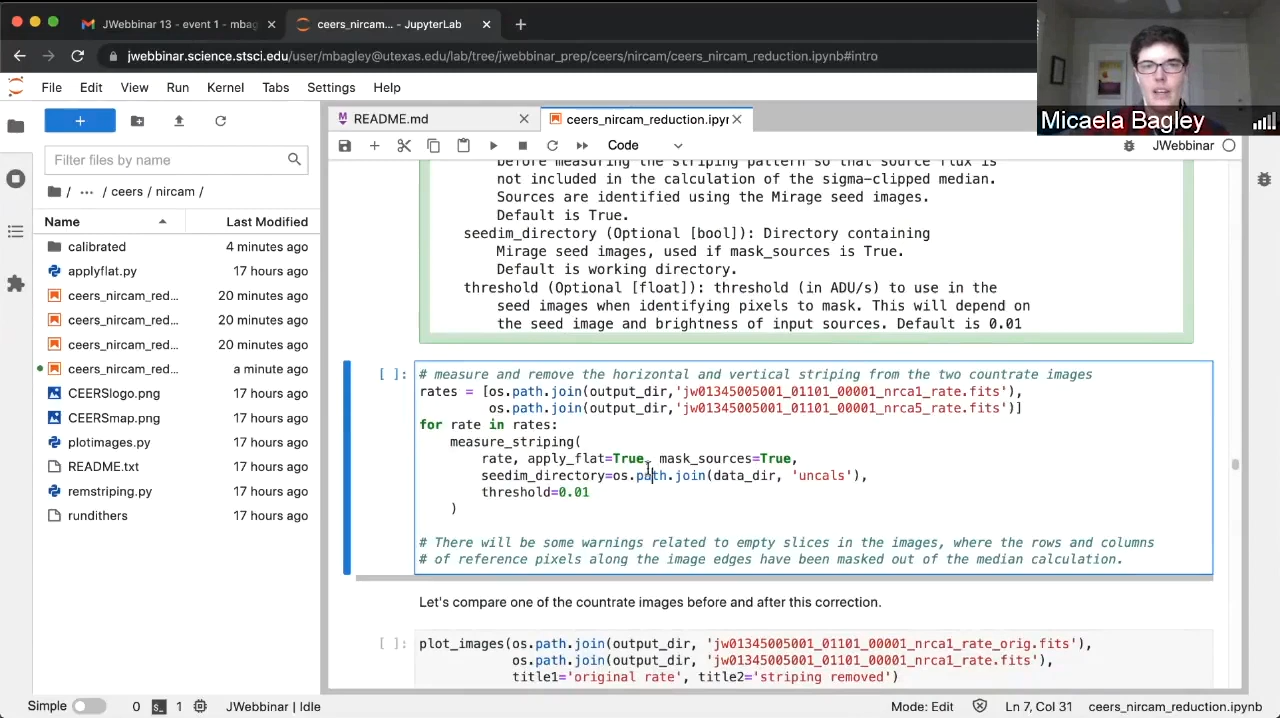 JWebbinar 13 - event 1 - mbag
ceers_nircam... - JupyterLab
jwebbinar.science.stsci.edu/user/mbagley@utexas.edu/lab/tree/jwebbinar_prep/ceers/nircam/ceers_nircam_reduction.ipynb#intro
Micaela Bagley
File Edit View Run Kernel Tabs Settings Help
README.md
ceers_nircam_reduction.ipyr
Code
JWebbinar
Filter files by name
/ ... / ceers / nircam /
Name Last Modified
calibrated 4 minutes ago
applyflat.py 17 hours ago
ceers_nircam_red... 20 minutes ago
ceers_nircam_red... 20 minutes ago
ceers_nircam_red... 20 minutes ago
ceers_nircam_red... a minute ago
CEERSlogo.png 17 hours ago
CEERSmap.png 17 hours ago
plotimages.py 17 hours ago
README.txt 17 hours ago
remstriping.py 17 hours ago
rundithers 17 hours ago
before measuring the striping pattern so that source flux is
not included in the calculation of the sigma-clipped median.
Sources are identified using the Mirage seed images.
Default is True.
seedim_directory (Optional [bool]): Directory containing
Mirage seed images, used if mask_sources is True.
Default is working directory.
threshold (Optional [float]): threshold (in ADU/s) to use in the
seed images when identifying pixels to mask. This will depend on
the seed image and brightness of input sources. Default is 0.01
[ ]: # measure and remove the horizontal and vertical striping from the two countrate images
rates = [os.path.join(output_dir,'jw01345005001_01101_00001_nrca1_rate.fits'),
os.path.join(output_dir,'jw01345005001_01101_00001_nrca5_rate.fits')]
for rate in rates:
measure_striping(
rate, apply_flat=True, mask_sources=True,
seedim_directory=os.path.join(data_dir, 'uncals'),
threshold=0.01
)
# There will be some warnings related to empty slices in the images, where the rows and columns
# of reference pixels along the image edges have been masked out of the median calculation.
Let's compare one of the countrate images before and after this correction.
[ ]: plot_images(os.path.join(output_dir, 'jw01345005001_01101_00001_nrca1_rate_orig.fits'),
os.path.join(output_dir, 'jw01345005001_01101_00001_nrca1_rate.fits'),
title1='original rate', title2='striping removed')
Simple 0 1 JWebbinar | Idle Mode: Edit Ln 7, Col 31 ceers_nircam_reduction.ipynb